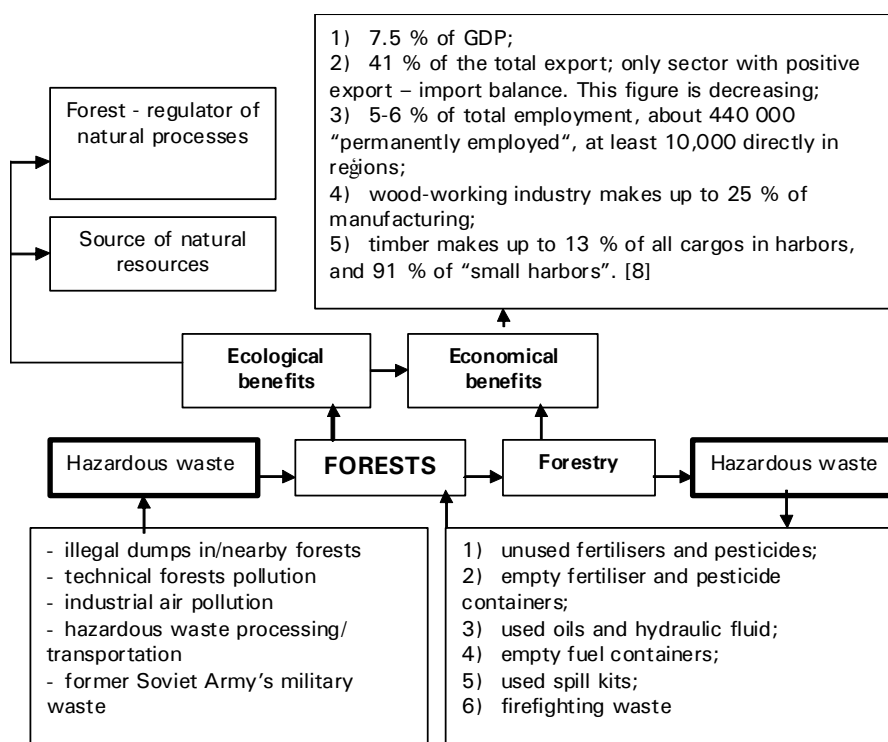 1) 7.5 % of GDP;
2) 41 % of the total export; only sector with positive
export – import balance. This figure is decreasing;
3) 5-6 % of total employment, about 440 000
“permanently employed“, at least 10,000 directly in
reģions;
4) wood-working industry makes up to 25 % of
manufacturing;
5) timber makes up to 13 % of all cargos in harbors,
and 91 % of “small harbors”. [8]
Forest - regulator of
natural processes
Source of natural
resources
Ecological
benefits
Economical
benefits
Hazardous waste
FORESTS
Forestry
Hazardous waste
- illegal dumps in/nearby forests
- technical forests pollution
- industrial air pollution
- hazardous waste processing/
transportation
- former Soviet Army’s military
waste
1) unused fertilisers and pesticides;
2) empty fertiliser and pesticide
containers;
3) used oils and hydraulic fluid;
4) empty fuel containers;
5) used spill kits;
6) firefighting waste